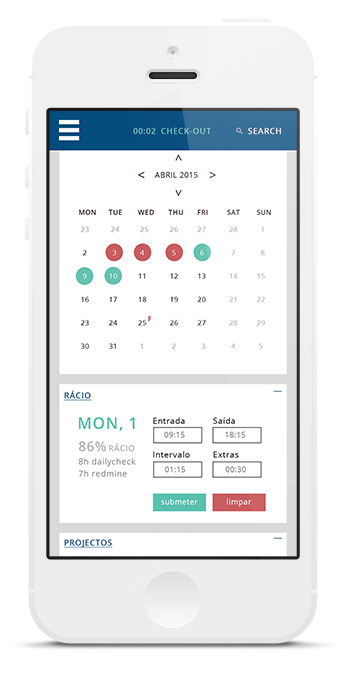 00:02 CHECK-OUT SEARCH
< ABRIL 2015 >
MON TUE WED THU FRI SAT SUN
23 24 25 26 27 28 1
2 3 4 5 6 7 8
9 10 11 12 13 14 15
16 17 18 19 20 21 22
23 24 25 F 26 27 28 29
30 31 1 2 3 4 5
RÁCIO
MON, 1
86% RÁCIO
8h dailycheck
7h redmine
Entrada Saída
09:15 18:15
Intervalo Extras
01:15 00:30
submeter limpar
PROJECTOS